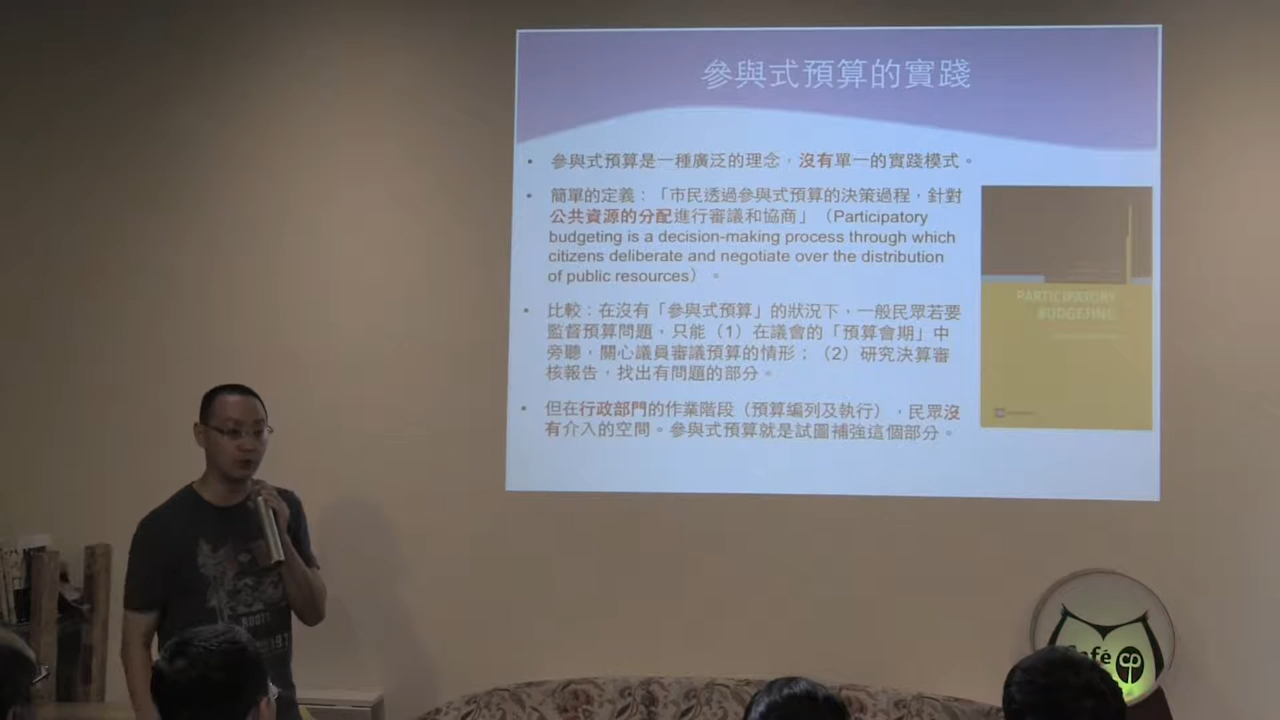 參與式預算的實踐
• 參與式預算是一種廣泛的理念，沒有單一的實踐模式。
• 簡單的定義：「市民透過參與式預算的決策過程，針對
公共資源的分配進行審議和協商」（Participatory
budgeting is a decision-making process through which
citizens deliberate and negotiate over the distribution
of public resources）。
• 比較：在沒有「參與式預算」的狀況下，一般民眾若要
監督預算問題，只能（1）在議會的「預算會期」中
旁聽，關心議員審議預算的情形；（2）研究決算審
核報告，找出有問題的部分。
• 但在行政部門的作業階段（預算編列及執行），民眾沒
有介入的空間。參與式預算就是試圖補強這個部分。
PARTICIPATORY
BUDGETING
Café